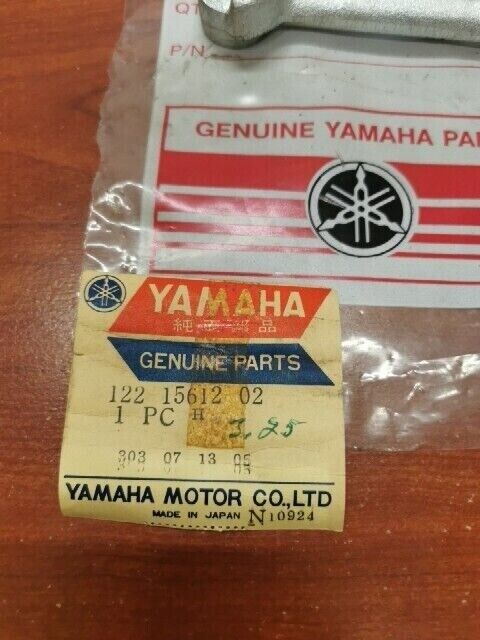 QT
P/N
GENUINE YAMAHA PA
YAMAHA
純正部品
GENUINE PARTS
122 15612 02
1 PC H
3.25
303 07 13 05
YAMAHA MOTOR CO.,LTD
MADE IN JAPAN N10924